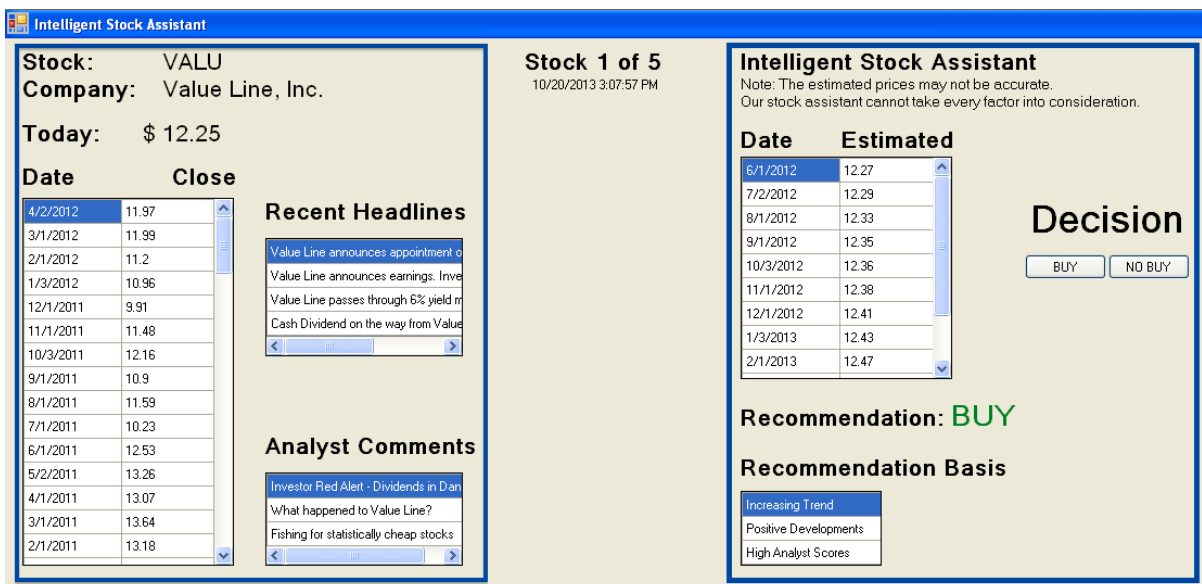 Intelligent Stock Assistant
Stock: VALU
Company: Value Line, Inc.
Today: $ 12.25
Date Close
4/2/2012 11.97
3/1/2012 11.99
2/1/2012 11.2
1/3/2012 10.96
12/1/2011 9.91
11/1/2011 11.48
10/3/2011 12.16
9/1/2011 10.9
8/1/2011 11.59
7/1/2011 10.23
6/1/2011 12.53
5/2/2011 13.26
4/1/2011 13.07
3/1/2011 13.64
2/1/2011 13.18
Recent Headlines
Value Line announces appointment o
Value Line announces earnings. Inve
Value Line passes through 6% yield m
Cash Dividend on the way from Value
Analyst Comments
Investor Red Alert - Dividends in Dan
What happened to Value Line?
Fishing for statistically cheap stocks
Stock 1 of 5
10/20/2013 3:07:57 PM
Intelligent Stock Assistant
Note: The estimated prices may not be accurate.
Our stock assistant cannot take every factor into consideration.
Date Estimated
6/1/2012 12.27
7/2/2012 12.29
8/1/2012 12.33
9/1/2012 12.35
10/3/2012 12.36
11/1/2012 12.38
12/1/2012 12.41
1/3/2013 12.43
2/1/2013 12.47
Decision
BUY NO BUY
Recommendation: BUY
Recommendation Basis
Increasing Trend
Positive Developments
High Analyst Scores